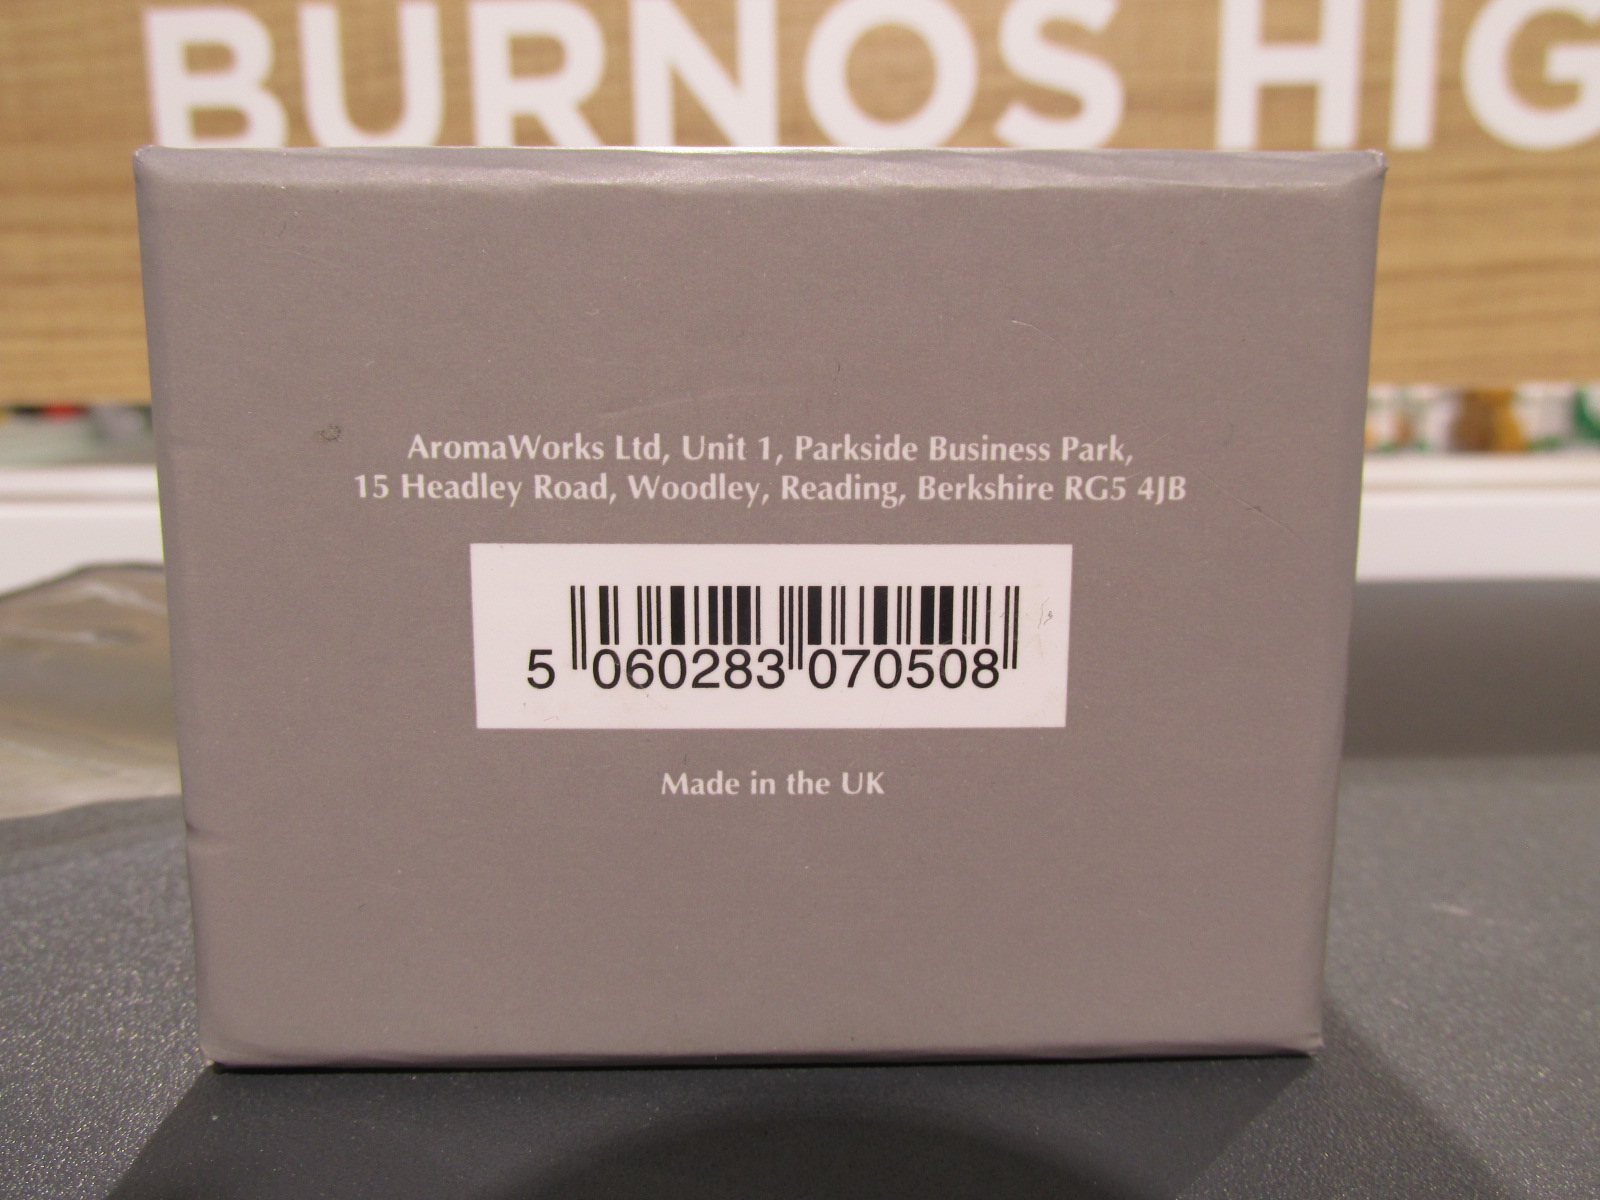 BURNOS HIG
AromaWorks Ltd, Unit 1, Parkside Business Park,
15 Headley Road, Woodley, Reading, Berkshire RG5 4JB
5 060283 070508
Made in the UK